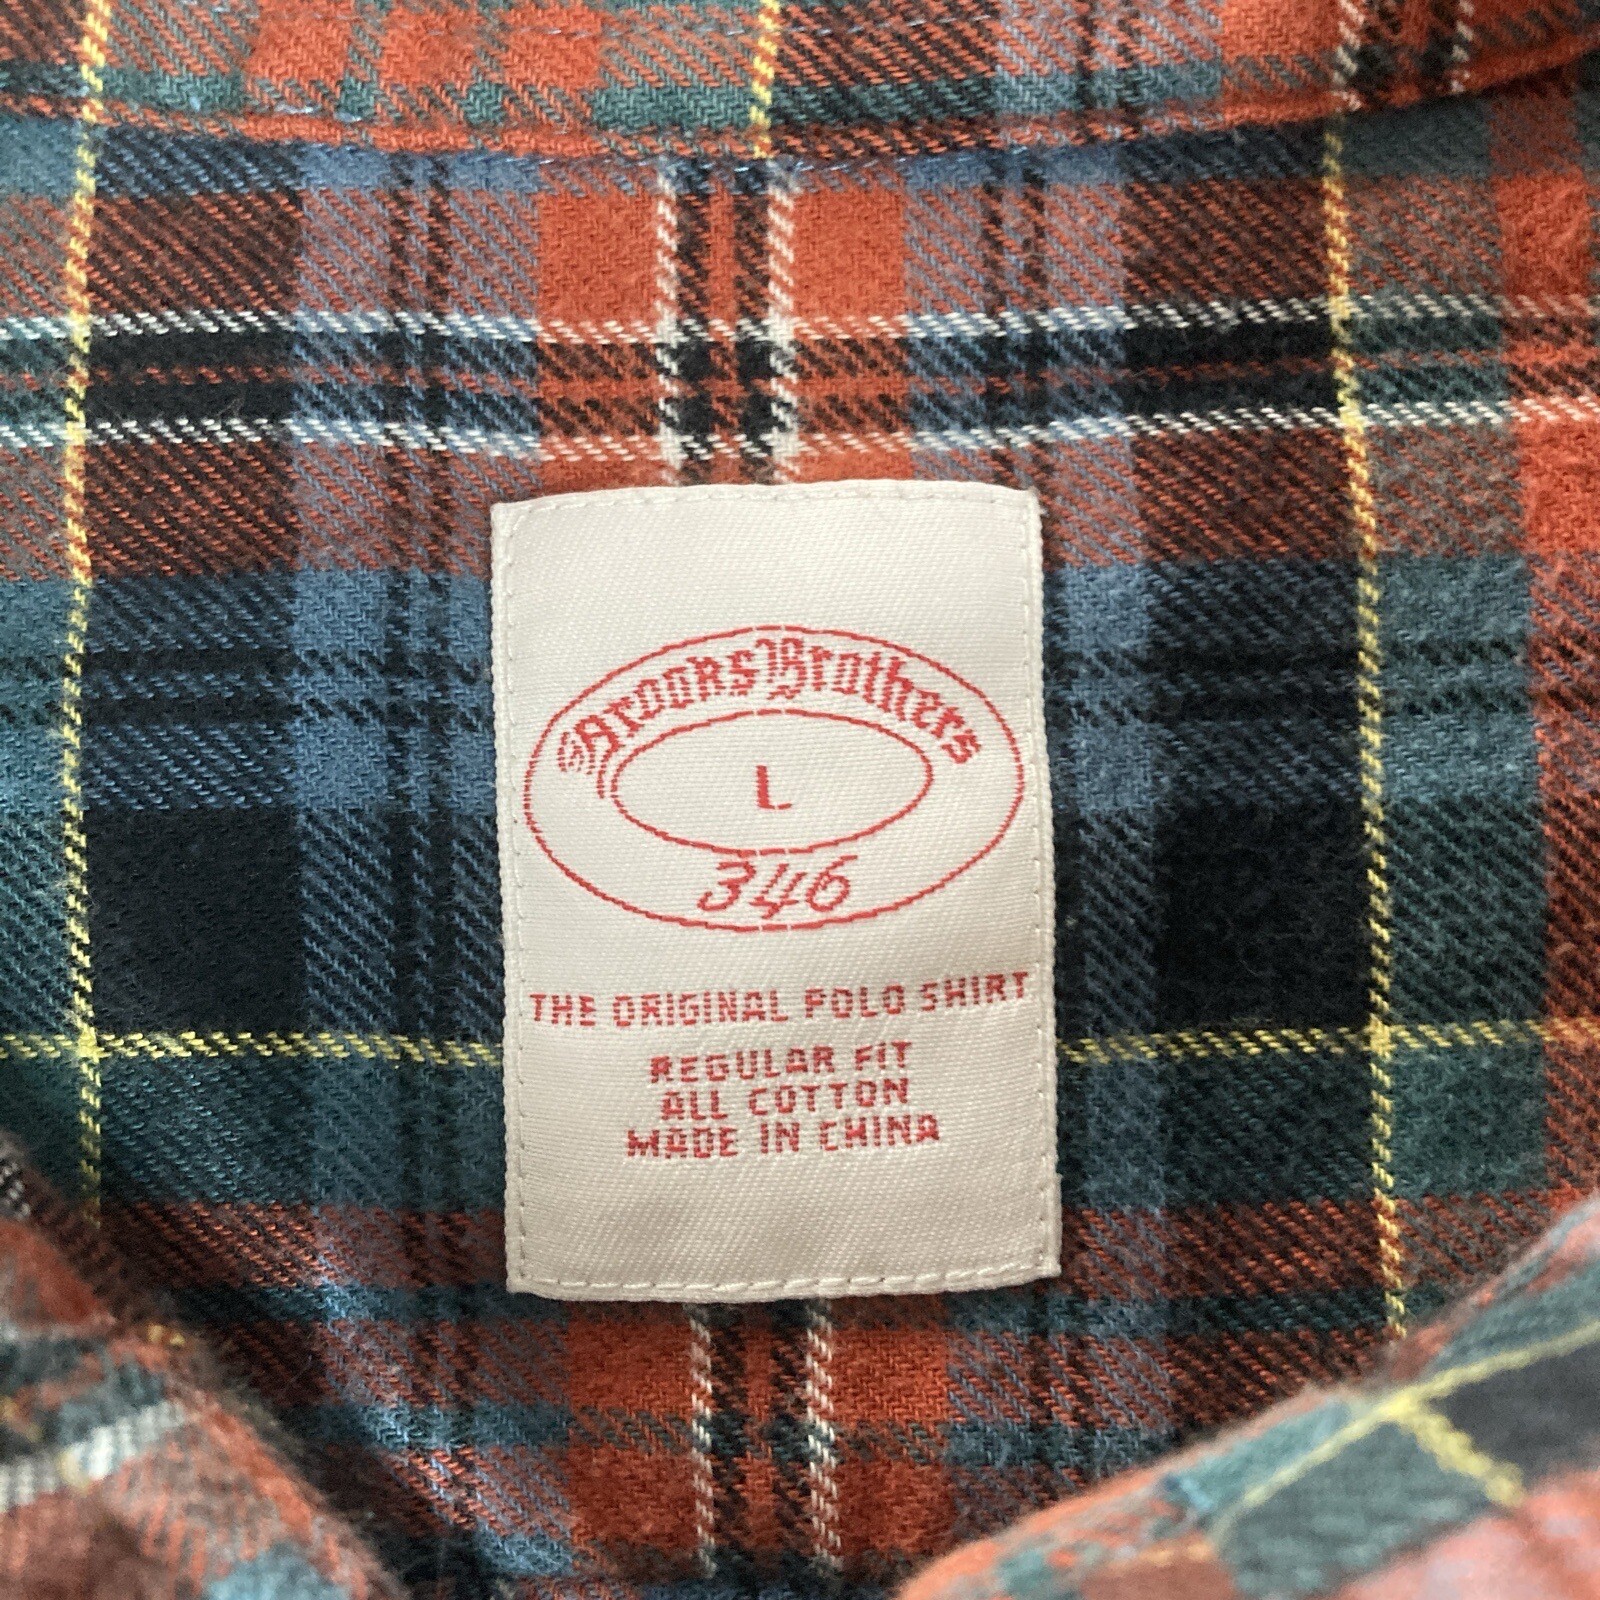 Brooks Brothers
L
346
THE ORIGINAL POLO SHIRT
REGULAR FIT
ALL COTTON
MADE IN CHINA